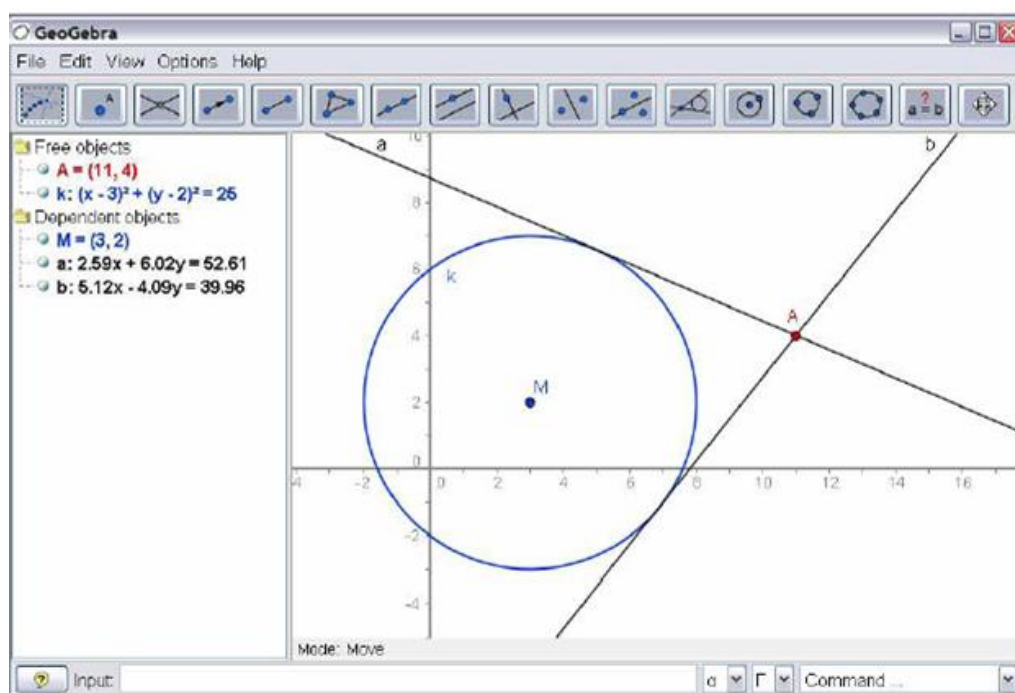 GeoGebra
File Edit View Options Help
A
? a = b
Free objects
A = (11, 4)
k: (x - 3)² + (y - 2)² = 25
Dependent objects
M = (3, 2)
a: 2.59x + 6.02y = 52.61
b: 5.12x - 4.09y = 39.96
10
a
b
8
6
k
4
A
2
M
0
-4 -2 0 2 4 6 8 10 12 14 16
-2
-4
Mode: Move
? Input: α Γ Command ...